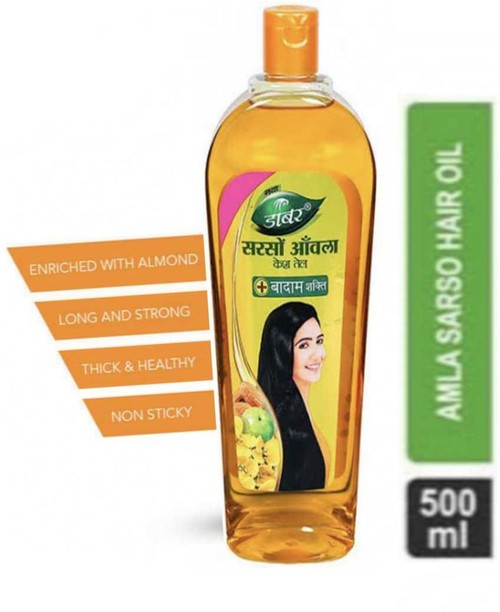 ENRICHED WITH ALMOND
LONG AND STRONG
THICK & HEALTHY
NON STICKY
डाबर®
सरसों आँवला
केश तेल
+ बादाम शक्ति
AMLA SARSO HAIR OIL
500
ml